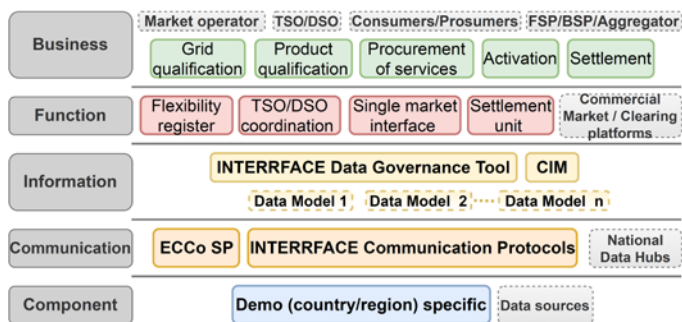 Business
Market operator TSO/DSO Consumers/Prosumers FSP/BSP/Aggregator
Grid qualification
Product qualification
Procurement of services
Activation
Settlement
Function
Flexibility register
TSO/DSO coordination
Single market interface
Settlement unit
Commercial Market / Clearing platforms
Information
INTERRFACE Data Governance Tool CIM
Data Model 1 Data Model 2 Data Model n
Communication
ECCo SP
INTERRFACE Communication Protocols
National Data Hubs
Component
Demo (country/region) specific
Data sources